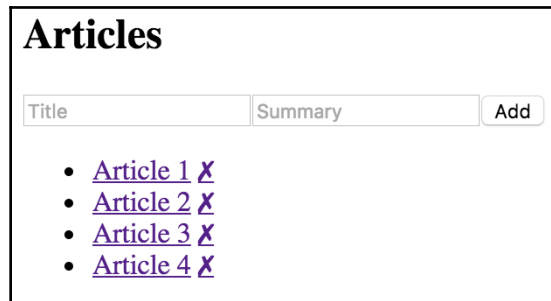 Articles
Title Summary Add
Article 1 ✗
Article 2 ✗
Article 3 ✗
Article 4 ✗